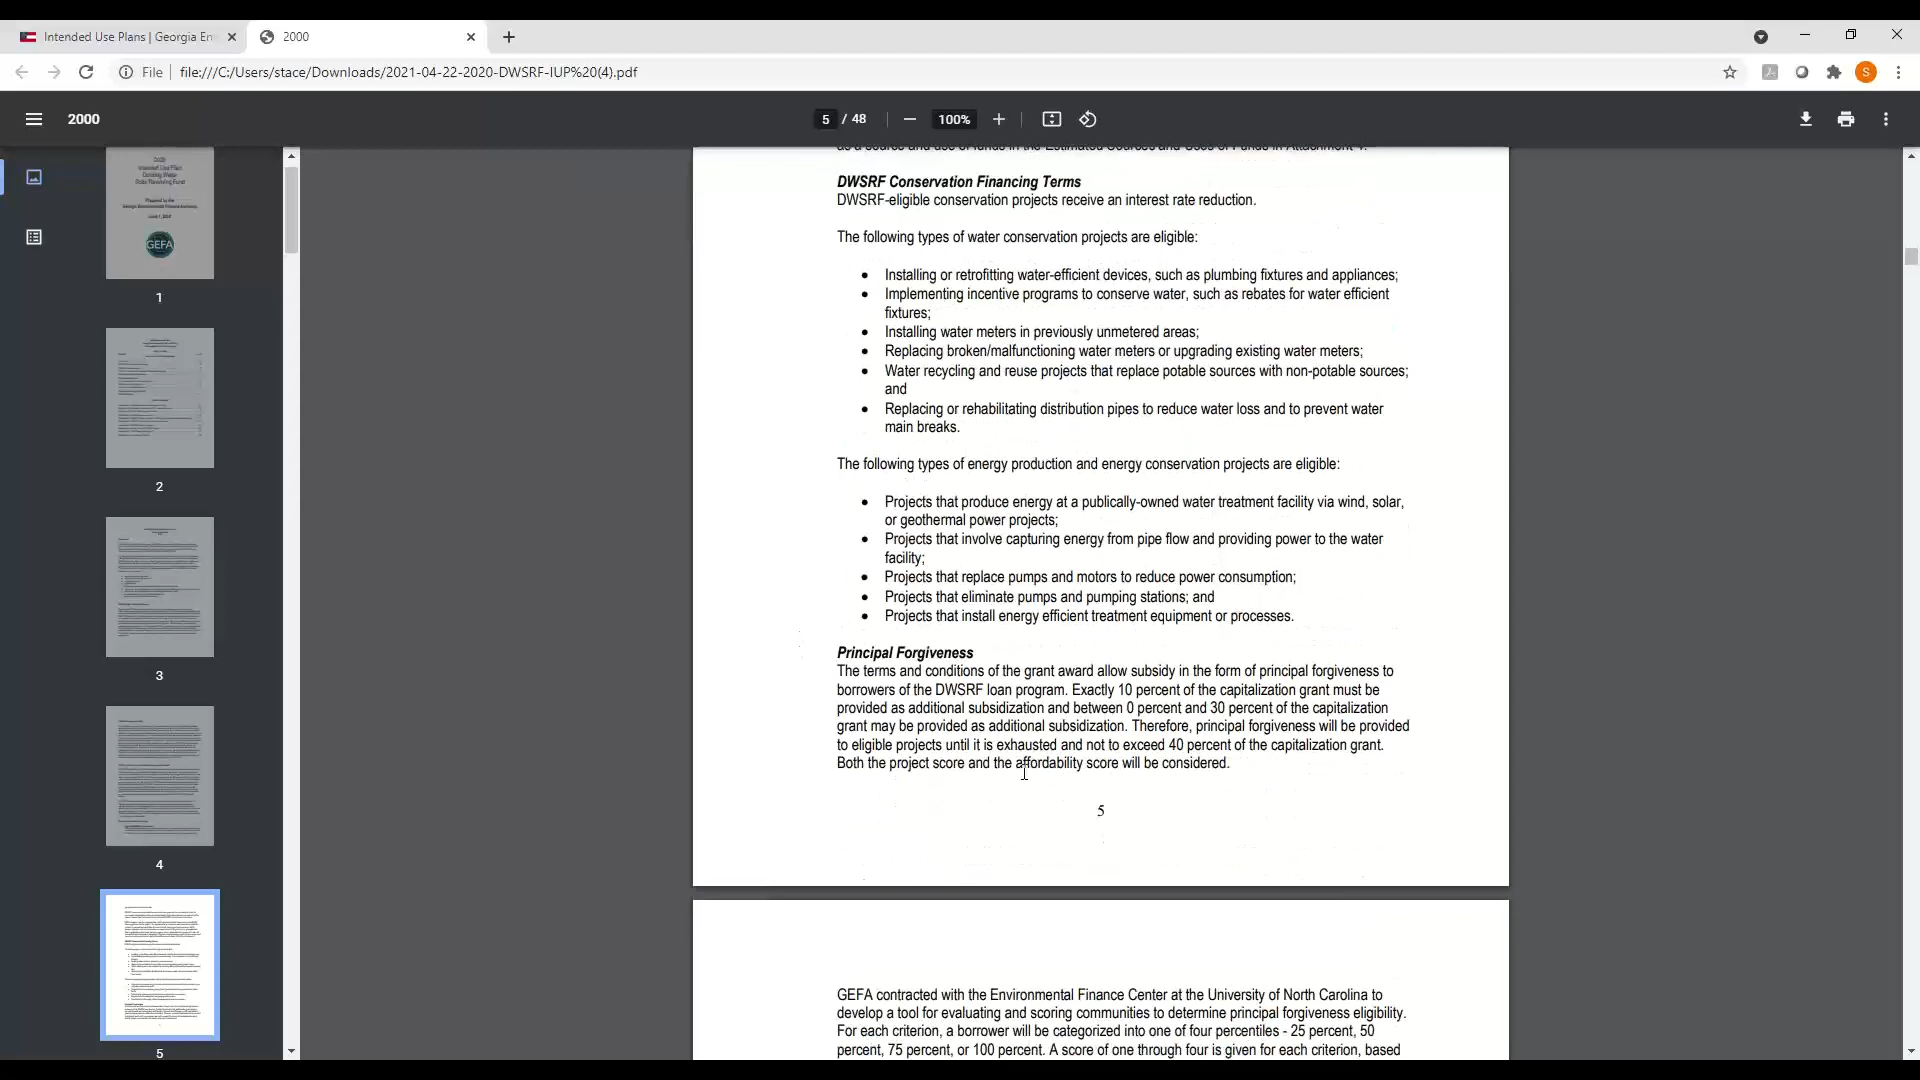 Intended Use Plans | Georgia En
2000
File
file:///C:/Users/stace/Downloads/2021-04-22-2020-DWSRF-IUP%20(4).pdf
S
2000
5 / 48
100%
GEFA
1
2
3
4
5
as a source and use of funds in the Estimated Sources and Uses of Funds in Attachment 4.
DWSRF Conservation Financing Terms
DWSRF-eligible conservation projects receive an interest rate reduction.
The following types of water conservation projects are eligible:
• Installing or retrofitting water-efficient devices, such as plumbing fixtures and appliances;
• Implementing incentive programs to conserve water, such as rebates for water efficient
fixtures;
• Installing water meters in previously unmetered areas;
• Replacing broken/malfunctioning water meters or upgrading existing water meters;
• Water recycling and reuse projects that replace potable sources with non-potable sources;
and
• Replacing or rehabilitating distribution pipes to reduce water loss and to prevent water
main breaks.
The following types of energy production and energy conservation projects are eligible:
• Projects that produce energy at a publically-owned water treatment facility via wind, solar,
or geothermal power projects;
• Projects that involve capturing energy from pipe flow and providing power to the water
facility;
• Projects that replace pumps and motors to reduce power consumption;
• Projects that eliminate pumps and pumping stations; and
• Projects that install energy efficient treatment equipment or processes.
Principal Forgiveness
The terms and conditions of the grant award allow subsidy in the form of principal forgiveness to
borrowers of the DWSRF loan program. Exactly 10 percent of the capitalization grant must be
provided as additional subsidization and between 0 percent and 30 percent of the capitalization
grant may be provided as additional subsidization. Therefore, principal forgiveness will be provided
to eligible projects until it is exhausted and not to exceed 40 percent of the capitalization grant.
Both the project score and the affordability score will be considered.
5
GEFA contracted with the Environmental Finance Center at the University of North Carolina to
develop a tool for evaluating and scoring communities to determine principal forgiveness eligibility.
For each criterion, a borrower will be categorized into one of four percentiles - 25 percent, 50
percent, 75 percent, or 100 percent. A score of one through four is given for each criterion, based